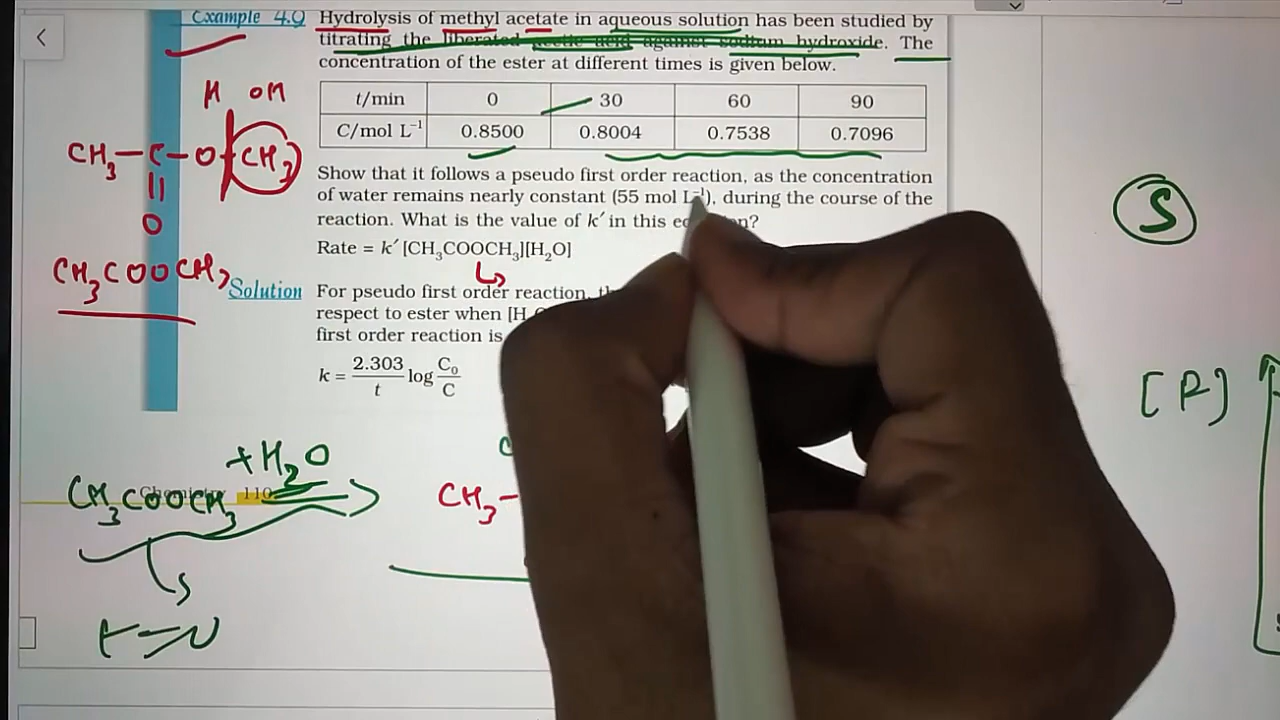 Example 4.9 Hydrolysis of methyl acetate in aqueous solution has been studied by
titrating the liberated acetic acid against sodium hydroxide. The
concentration of the ester at different times is given below.
t/min 0 30 60 90
C/mol L⁻¹ 0.8500 0.8004 0.7538 0.7096
H OH
CH₃—C—O—CH₃
O
CH₃COOCH₃
Show that it follows a pseudo first order reaction, as the concentration
of water remains nearly constant (55 mol L⁻¹), during the course of the
reaction. What is the value of k′ in this
Rate = k′ [CH₃COOCH₃][H₂O]
Solution For pseudo first order reaction,
respect to ester when
first order reaction is
k = 2.303/t log C₀/C
S
[R]
+H₂O
CH₃COOCH₃
Chemistry 110
CH₃–